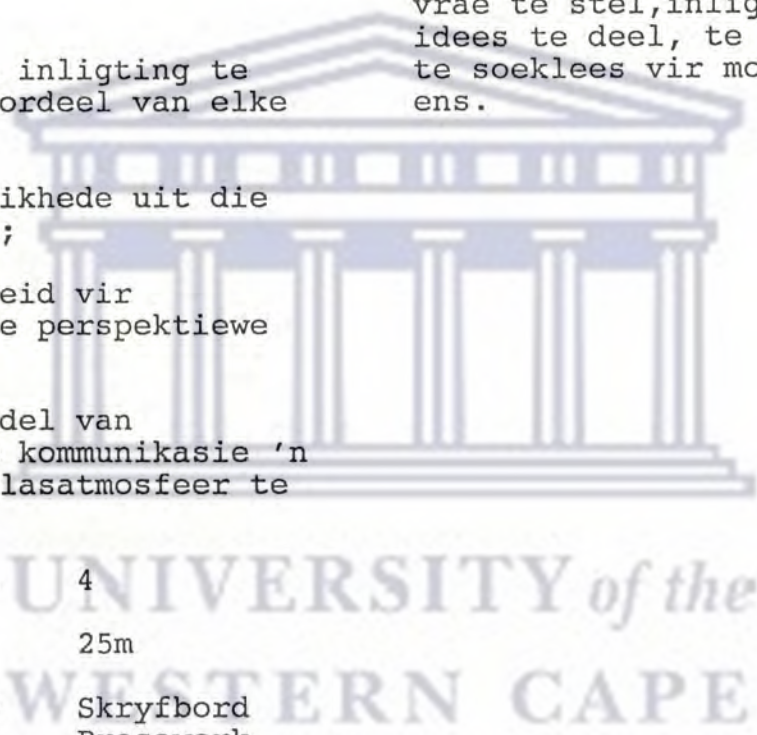 inligting te
ordeel van elke
ikhede uit die
;
eid vir
e perspektiewe
del van
kommunikasie 'n
lasatmosfeer te
vrae te stel,inlig
idees te deel, te
te soeklees vir mo
ens.
4
25m
Skryfbord
UNIVERSITY of the
WESTERN CAPE